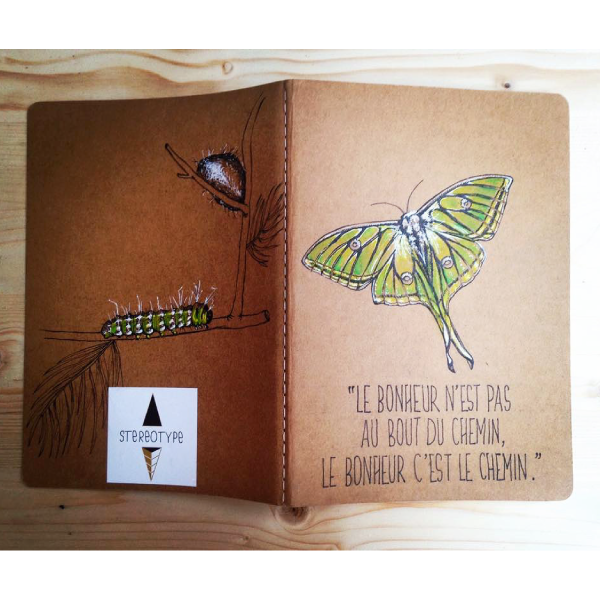 STEREOTYPE
"LE BONHEUR N'EST PAS
AU BOUT DU CHEMIN,
LE BONHEUR C'EST LE CHEMIN."